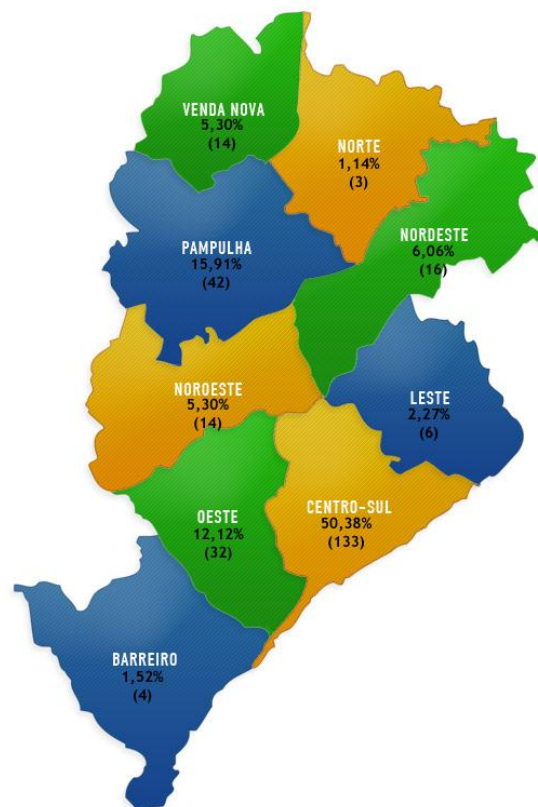 VENDA NOVA
5,30%
(14)
NORTE
1,14%
(3)
NORDESTE
6,06%
(16)
PAMPULHA
15,91%
(42)
NOROESTE
5,30%
(14)
LESTE
2,27%
(6)
OESTE
12,12%
(32)
CENTRO-SUL
50,38%
(133)
BARREIRO
1,52%
(4)